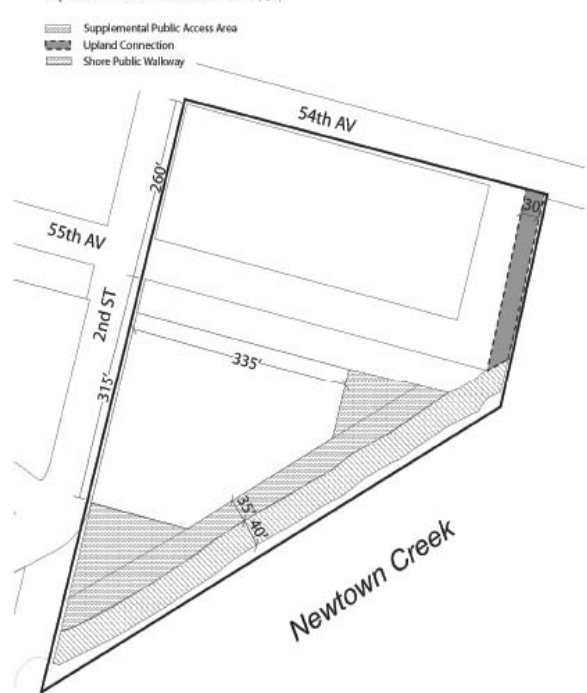 Supplemental Public Access Area
Upland Connection
Shore Public Walkway
54th AV
260'
30'
55th AV
2nd ST
335'
315'
35'
40'
Newtown Creek